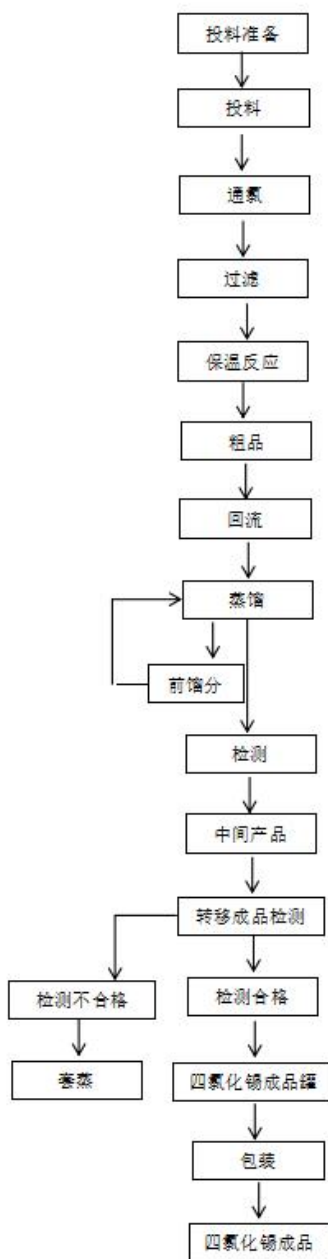 投料准备
投料
通氯
过滤
保温反应
粗品
回流
蒸馏
前馏分
检测
中间产品
转移成品检测
检测不合格
检测合格
套蒸
四氯化锡成品罐
包装
四氯化锡成品